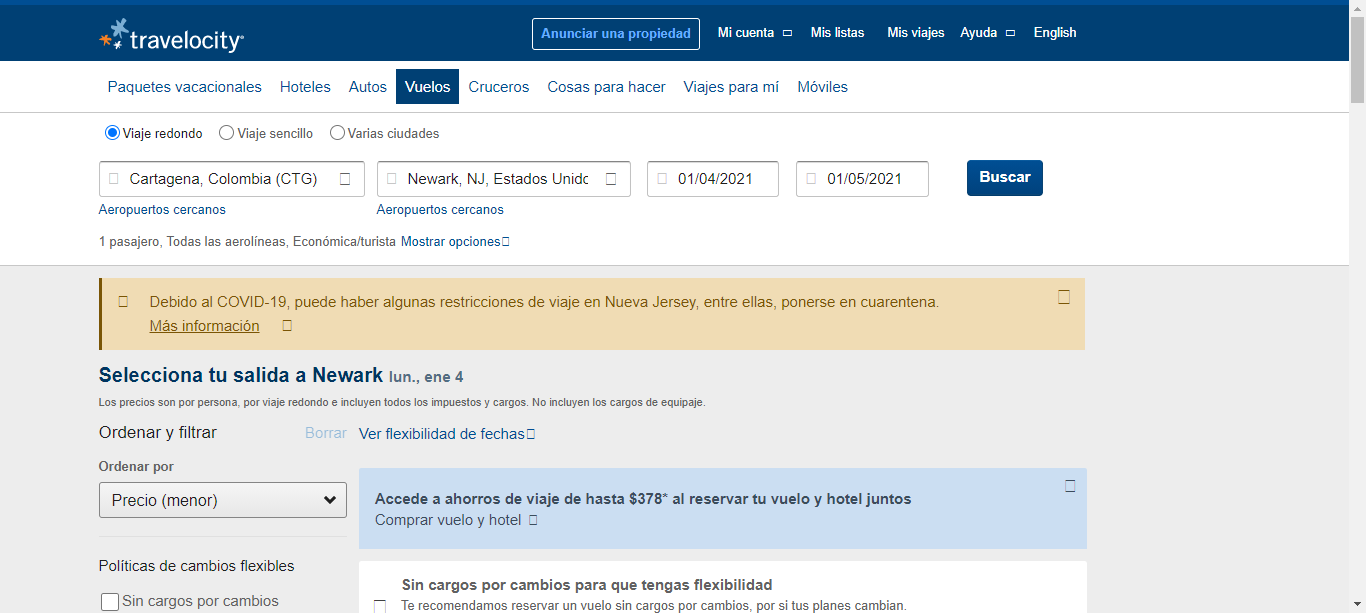 travelocity
Anunciar una propiedad Mi cuenta Mis listas Mis viajes Ayuda English
Paquetes vacacionales Hoteles Autos Vuelos Cruceros Cosas para hacer Viajes para mí Móviles
Viaje redondo Viaje sencillo Varias ciudades
Cartagena, Colombia (CTG) Newark, NJ, Estados Unido 01/04/2021 01/05/2021 Buscar
Aeropuertos cercanos Aeropuertos cercanos
1 pasajero, Todas las aerolíneas, Económica/turista Mostrar opciones
Debido al COVID-19, puede haber algunas restricciones de viaje en Nueva Jersey, entre ellas, ponerse en cuarentena.
Más información
Selecciona tu salida a Newark lun., ene 4
Los precios son por persona, por viaje redondo e incluyen todos los impuestos y cargos. No incluyen los cargos de equipaje.
Ordenar y filtrar Borrar Ver flexibilidad de fechas
Ordenar por
Precio (menor)
Accede a ahorros de viaje de hasta $378* al reservar tu vuelo y hotel juntos
Comprar vuelo y hotel
Políticas de cambios flexibles
Sin cargos por cambios para que tengas flexibilidad
Sin cargos por cambios
Te recomendamos reservar un vuelo sin cargos por cambios, por si tus planes cambian.